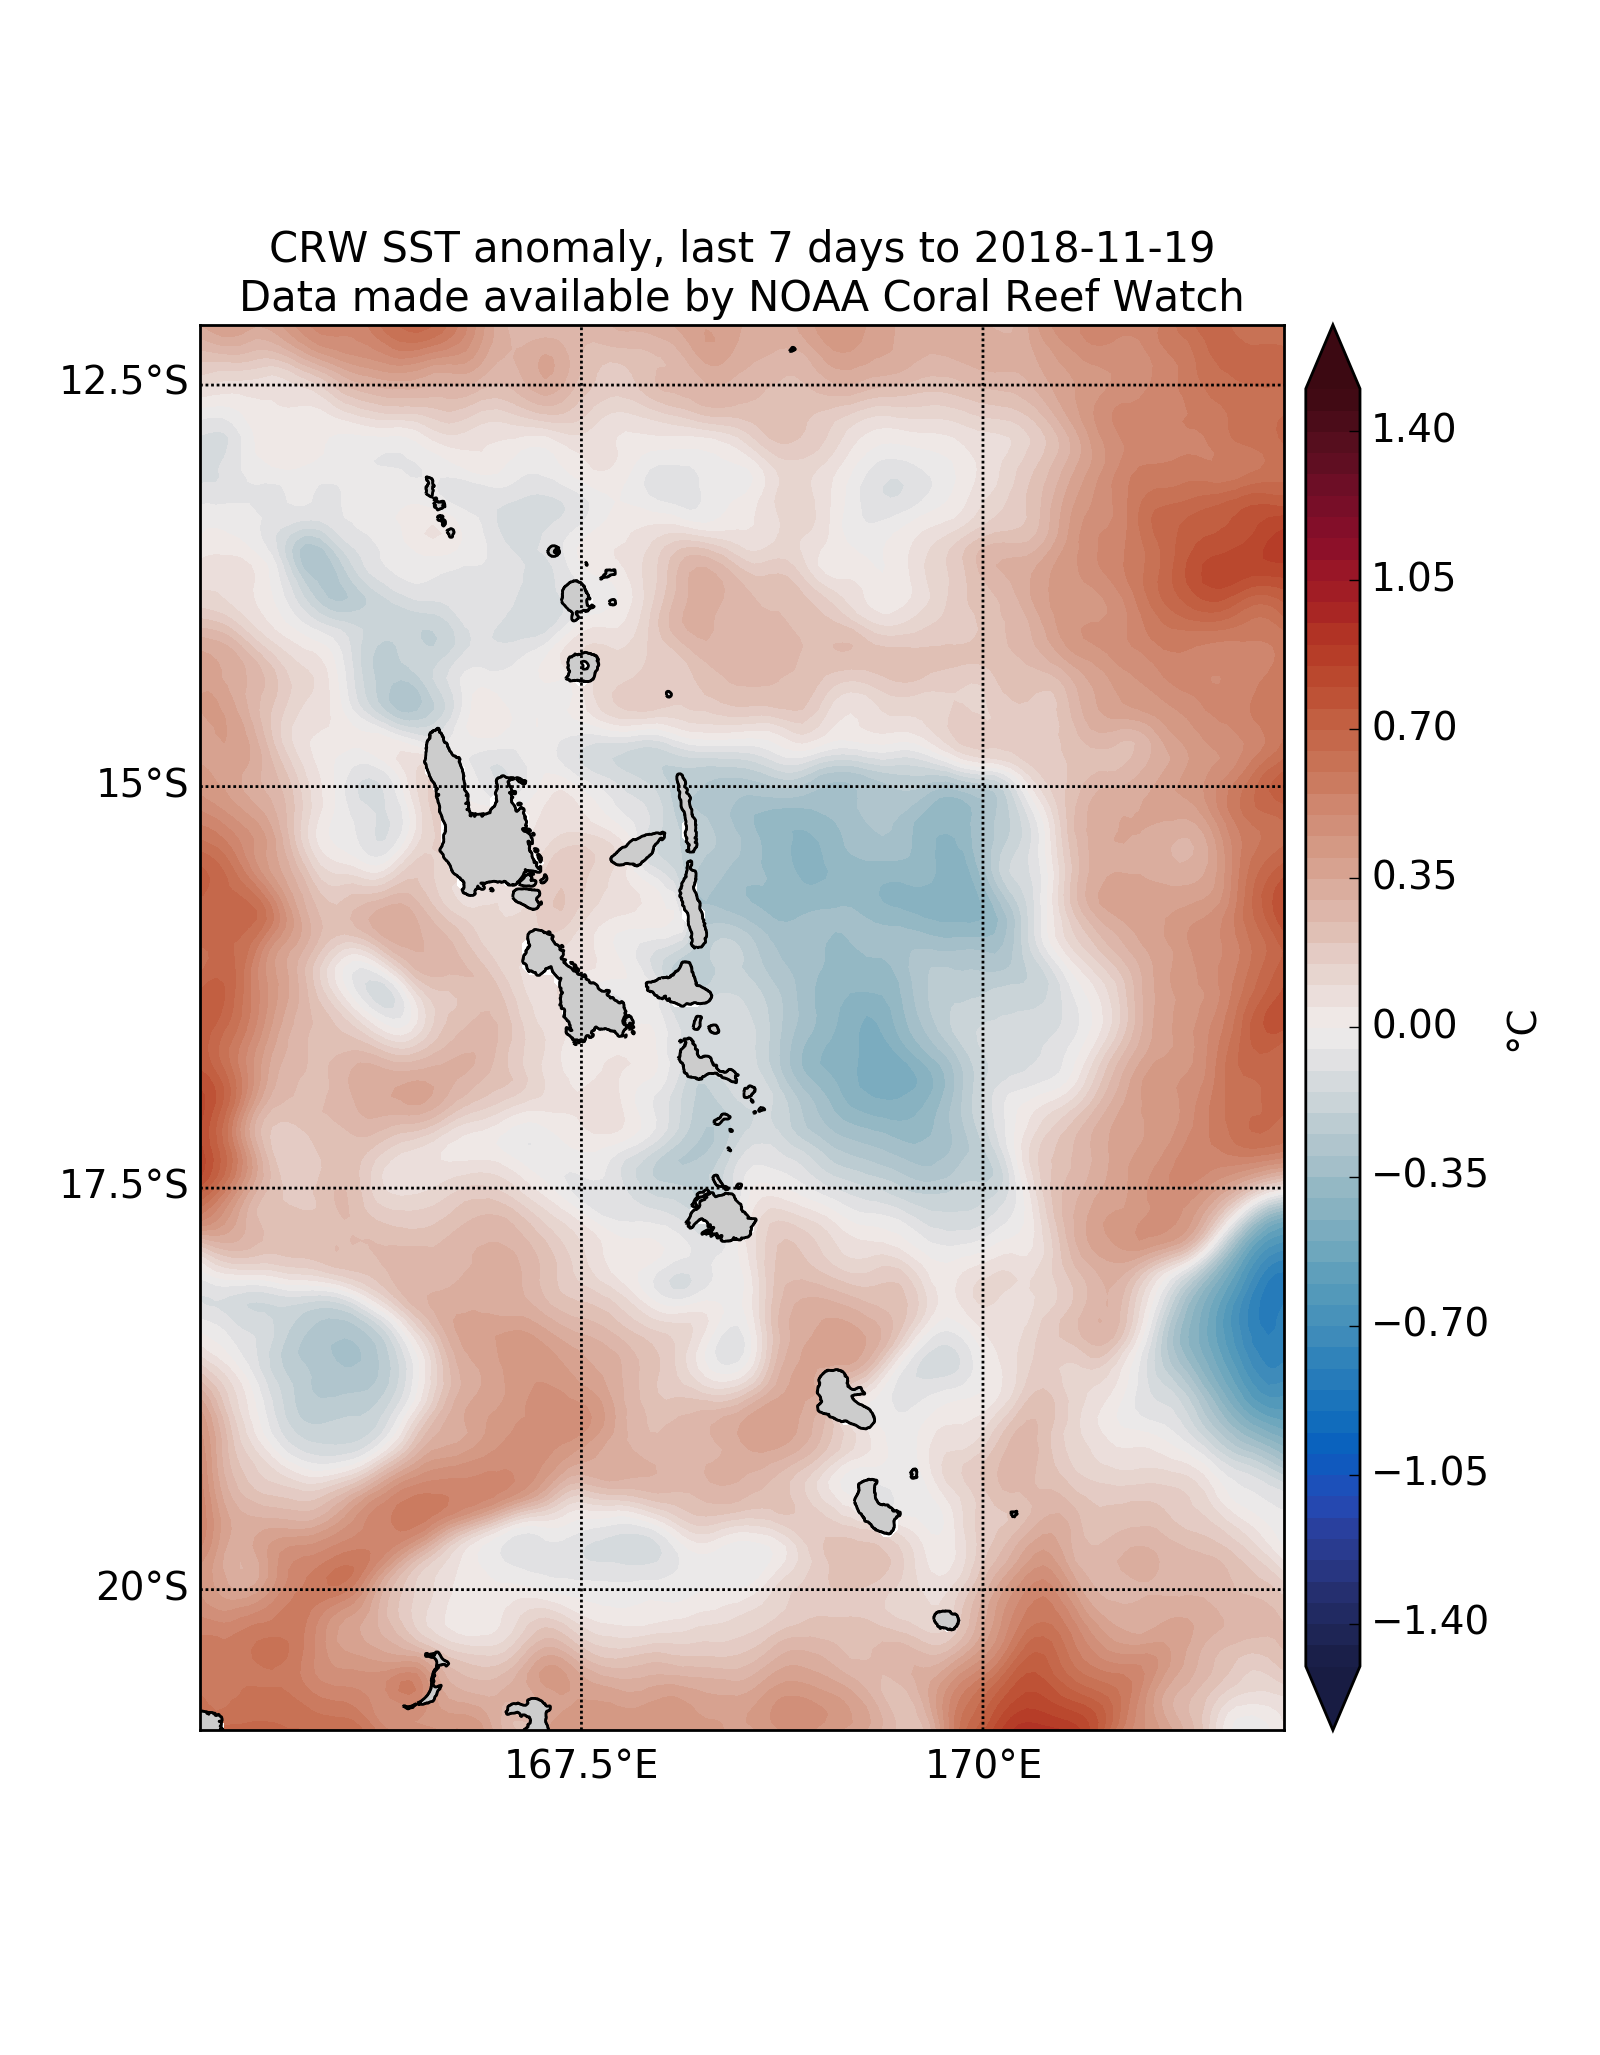 CRW SST anomaly, last 7 days to 2018-11-19
Data made available by NOAA Coral Reef Watch
12.5°S
15°S
17.5°S
20°S
167.5°E
170°E
1.40
1.05
0.70
0.35
0.00
−0.35
−0.70
−1.05
−1.40
°C